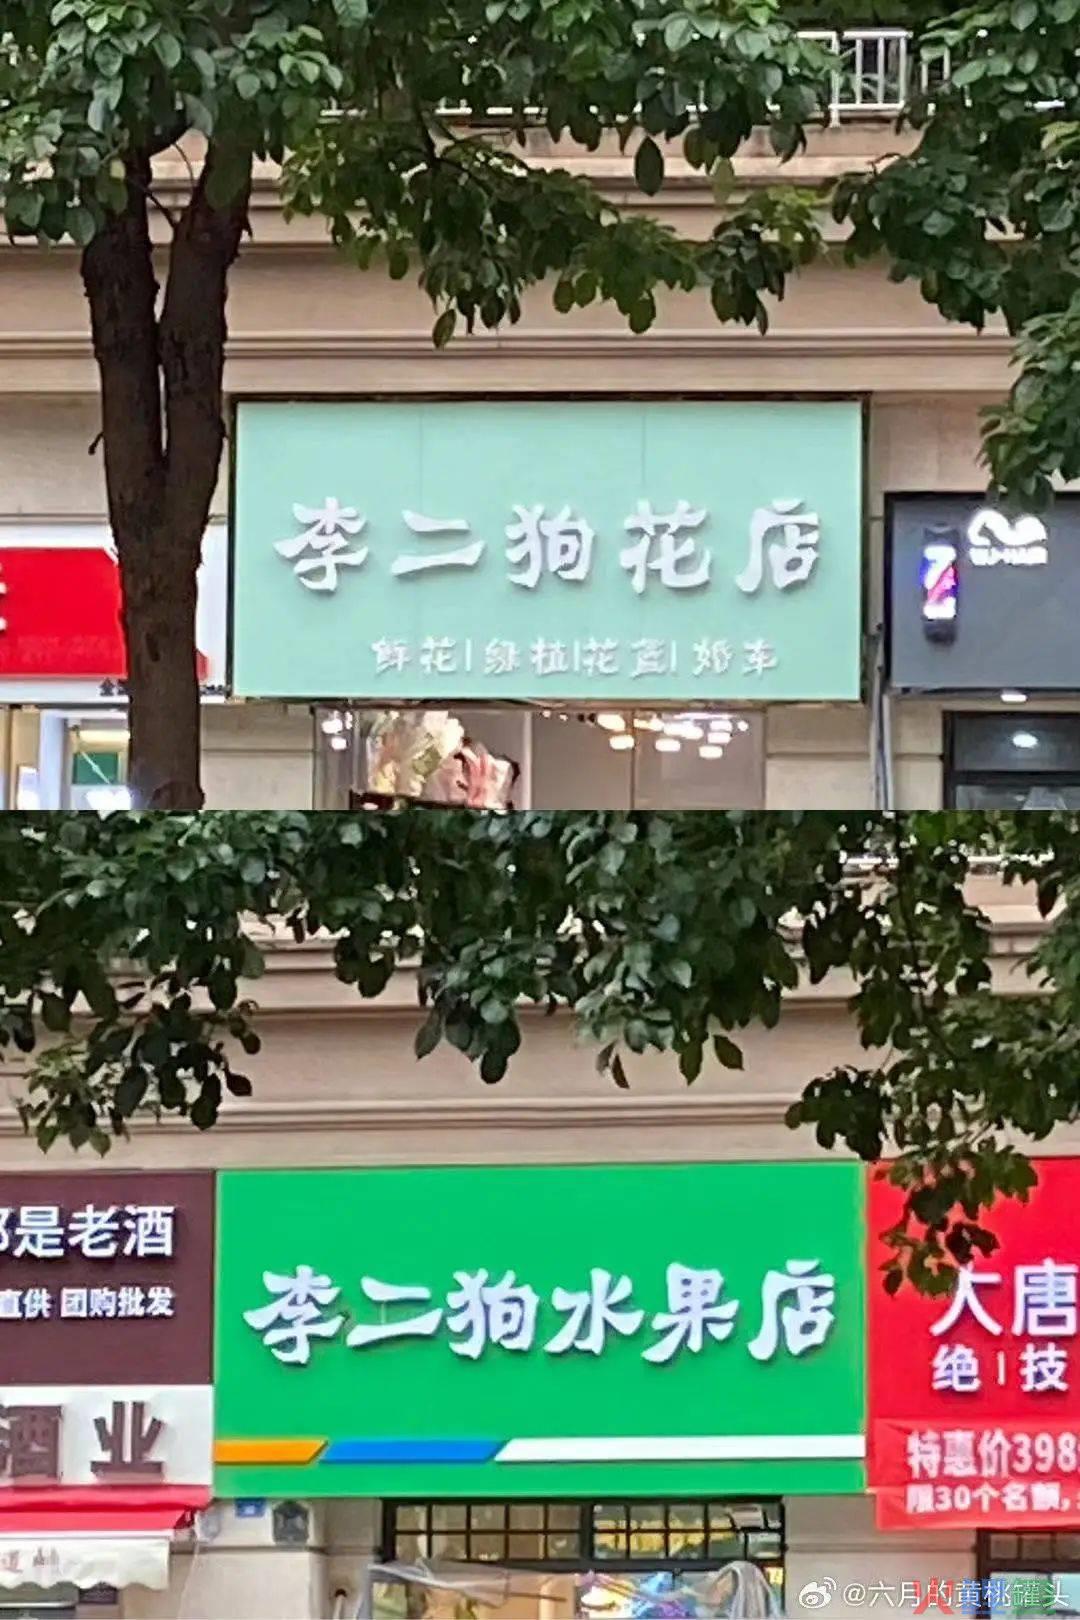 李二狗花店
鲜花|绿植|花篮|婚车
都是老酒
直供 团购批发
酒业
李二狗水果店
大唐
绝|技
特惠价398
限30个名额,
@六月的黄桃罐头